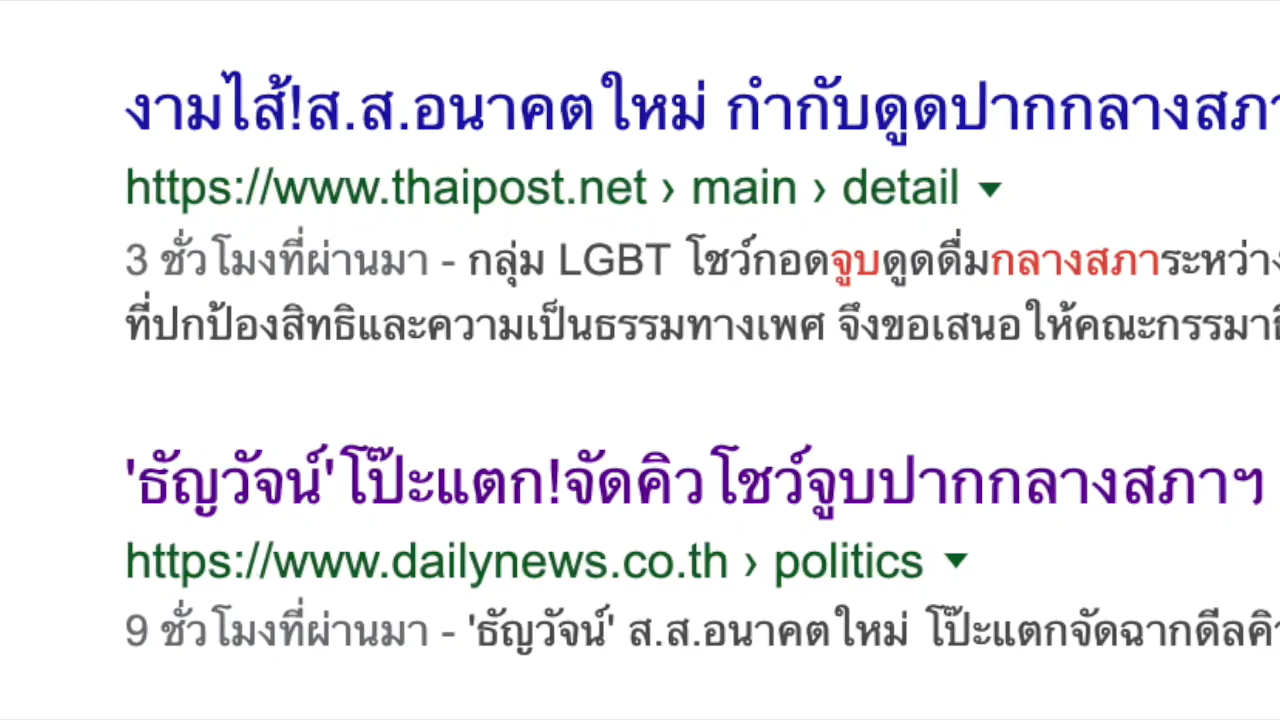 งามไส้!ส.ส.อนาคตใหม่ กำกับดูดปากกลางสภา
https://www.thaipost.net › main › detail
3 ชั่วโมงที่ผ่านมา - กลุ่ม LGBT โชว์กอดจูบดูดดื่มกลางสภาระหว่าง
ที่ปกป้องสิทธิและความเป็นธรรมทางเพศ จึงขอเสนอให้คณะกรรมาธิ
'ธัญวัจน์'โป๊ะแตก!จัดคิวโชว์จูบปากกลางสภาฯ
https://www.dailynews.co.th › politics
9 ชั่วโมงที่ผ่านมา - 'ธัญวัจน์' ส.ส.อนาคตใหม่ โป๊ะแตกจัดฉากดีลคิว